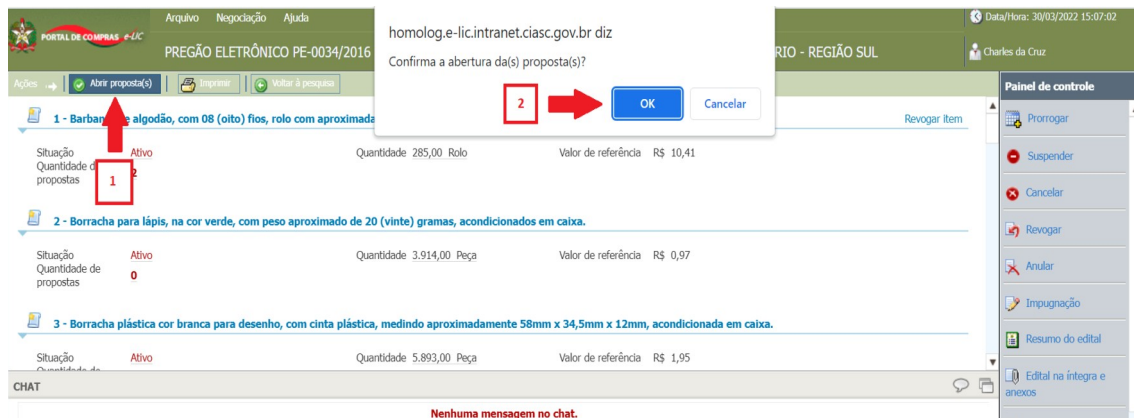 Arquivo Negociação Ajuda
PORTAL DE COMPRAS e-LIC
PREGÃO ELETRÔNICO PE-0034/2016
RIO - REGIÃO SUL
Data/Hora: 30/03/2022 15:07:02
Charles da Cruz
homolog.e-lic.intranet.ciasc.gov.br diz
Confirma a abertura da(s) proposta(s)?
2
OK Cancelar
Ações Abrir proposta(s) Imprimir Voltar à pesquisa
1 - Barban e algodão, com 08 (oito) fios, rolo com aproximada
Revogar item
Situação Ativo Quantidade 285,00 Rolo Valor de referência R$ 10,41
Quantidade d
propostas 2
1
2 - Borracha para lápis, na cor verde, com peso aproximado de 20 (vinte) gramas, acondicionados em caixa.
Situação Ativo Quantidade 3.914,00 Peça Valor de referência R$ 0,97
Quantidade de
propostas 0
3 - Borracha plástica cor branca para desenho, com cinta plástica, medindo aproximadamente 58mm x 34,5mm x 12mm, acondicionada em caixa.
Situação Ativo Quantidade 5.893,00 Peça Valor de referência R$ 1,95
Quantidade de
CHAT
Nenhuma mensagem no chat.
Painel de controle
Prorrogar
Suspender
Cancelar
Revogar
Anular
Impugnação
Resumo do edital
Edital na íntegra e
anexos